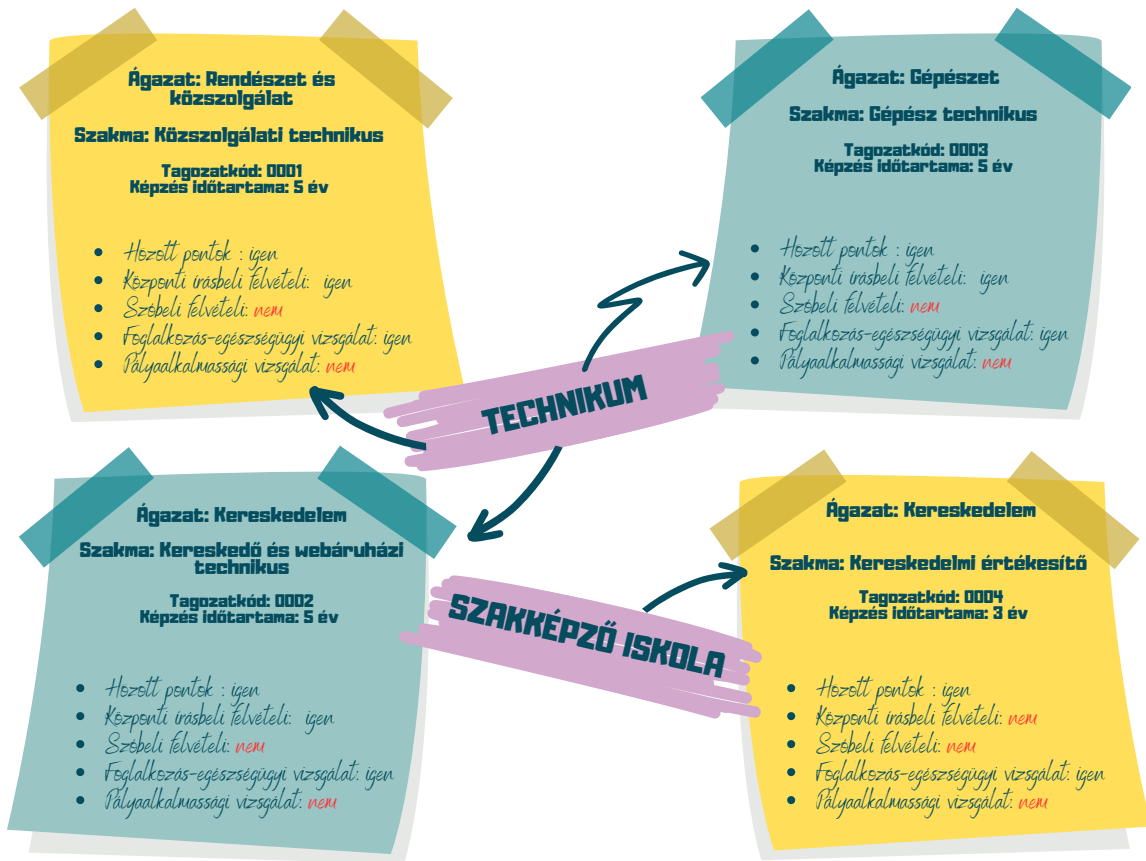 Ágazat: Rendészet és
közszolgálat
Szakma: Közszolgálati technikus
Tagozatkód: 0001
Képzés időtartama: 5 év
• Hozott pontok : igen
• Központi írásbeli felvételi: igen
• Szóbeli felvételi: nem
• Foglalkozás-egészségügyi vizsgálat: igen
• Pályaalkalmassági vizsgálat: nem
Ágazat: Gépészet
Szakma: Gépész technikus
Tagozatkód: 0003
Képzés időtartama: 5 év
• Hozott pontok : igen
• Központi írásbeli felvételi: igen
• Szóbeli felvételi: nem
• Foglalkozás-egészségügyi vizsgálat: igen
• Pályaalkalmassági vizsgálat: nem
TECHNIKUM
Ágazat: Kereskedelem
Szakma: Kereskedő és webáruházi
technikus
Tagozatkód: 0002
Képzés időtartama: 5 év
• Hozott pontok : igen
• Központi írásbeli felvételi: igen
• Szóbeli felvételi: nem
• Foglalkozás-egészségügyi vizsgálat: igen
• Pályaalkalmassági vizsgálat: nem
SZAKKÉPZŐ ISKOLA
Ágazat: Kereskedelem
Szakma: Kereskedelmi értékesítő
Tagozatkód: 0004
Képzés időtartama: 3 év
• Hozott pontok : igen
• Központi írásbeli felvételi: nem
• Szóbeli felvételi: nem
• Foglalkozás-egészségügyi vizsgálat: igen
• Pályaalkalmassági vizsgálat: nem